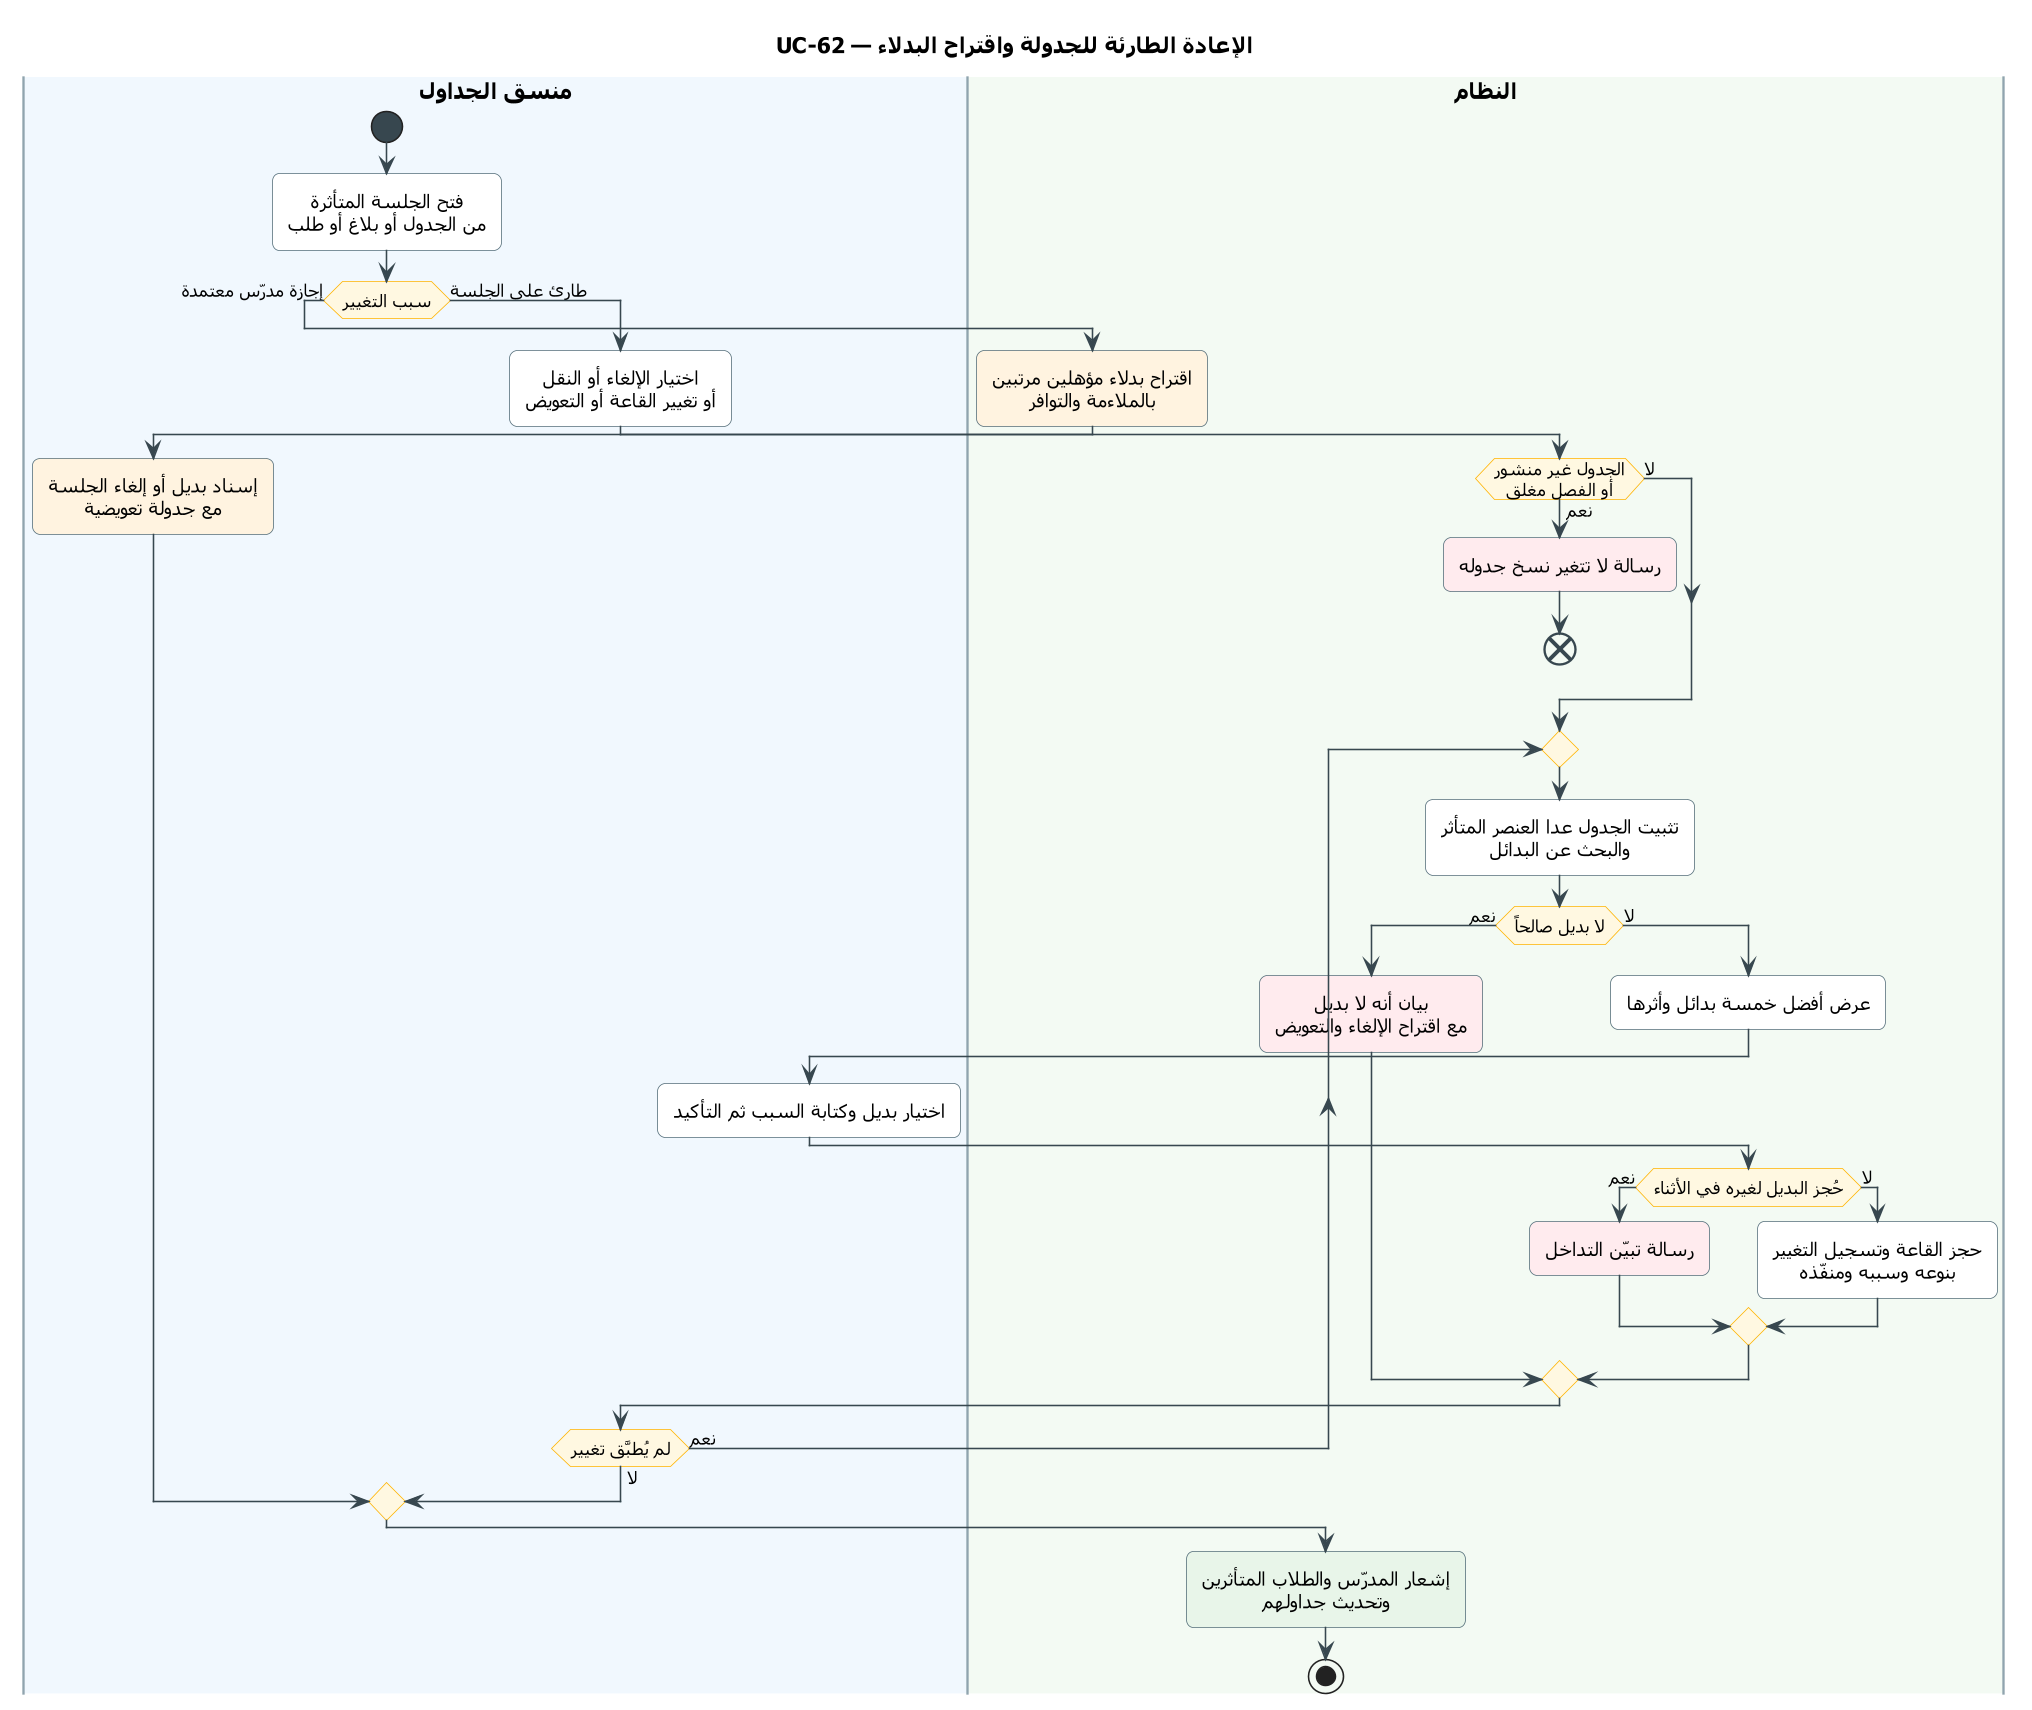 UC-62 — الإعادة الطارئة للجدولة واقتراح البدلاء
منسق الجداول
النظام
فتح الجلسة المتأثرة
من الجدول أو بلاغ أو طلب
سبب التغيير
إجازة مدرّس معتمدة
طارئ على الجلسة
اختيار الإلغاء أو النقل
أو تغيير القاعة أو التعويض
اقتراح بدلاء مؤهلين مرتبين
بالملاءمة والتوافر
إسناد بديل أو إلغاء الجلسة
مع جدولة تعويضية
الجدول غير منشور
أو الفصل مغلق
لا
نعم
رسالة لا تتغير نسخ جدوله
تثبيت الجدول عدا العنصر المتأثر
والبحث عن البدائل
لا بديل صالحاً
نعم
لا
بيان أنه لا بديل
مع اقتراح الإلغاء والتعويض
عرض أفضل خمسة بدائل وأثرها
اختيار بديل وكتابة السبب ثم التأكيد
حُجز البديل لغيره في الأثناء
نعم
لا
رسالة تبيّن التداخل
حجز القاعة وتسجيل التغيير
بنوعه وسببه ومنفّذه
لم يُطبَّق تغيير
نعم
لا
إشعار المدرّس والطلاب المتأثرين
وتحديث جداولهم